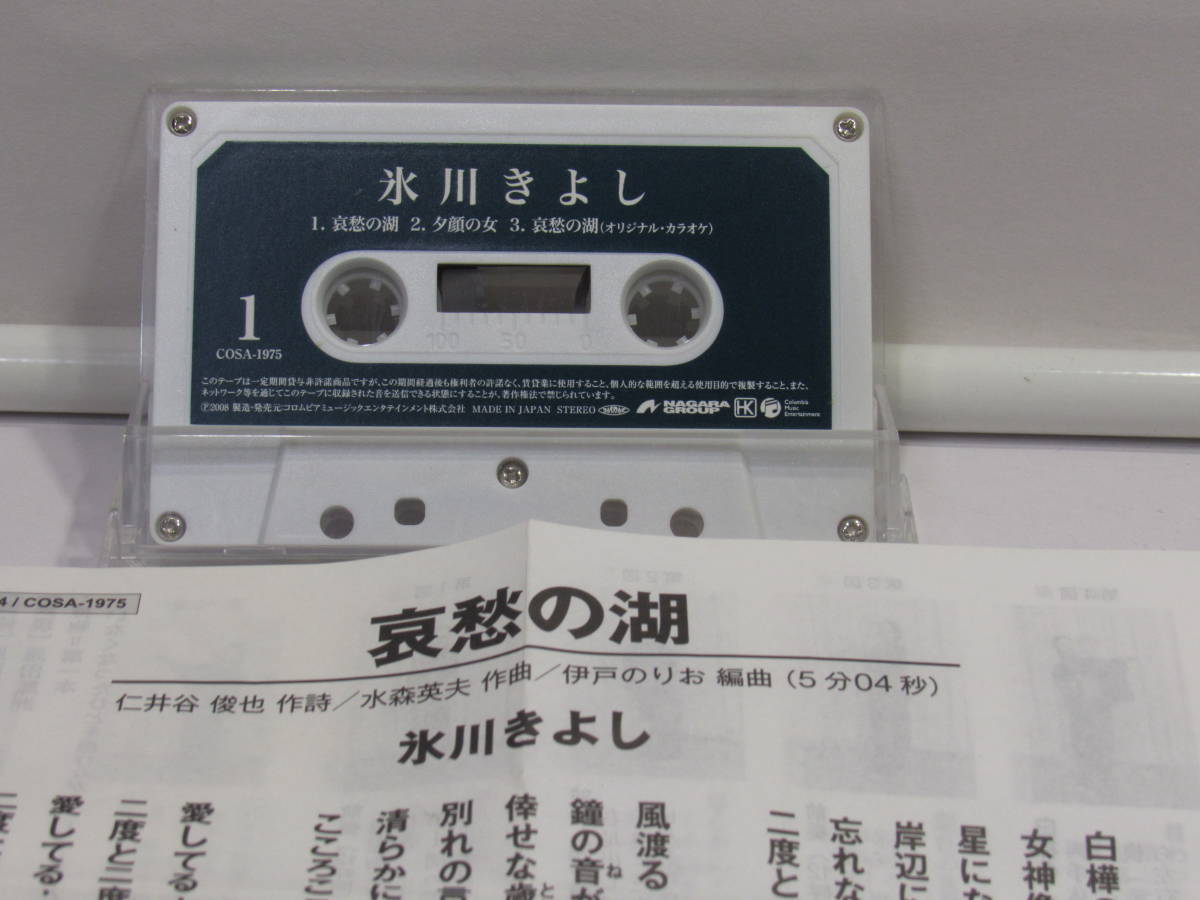 氷川きよし
1. 哀愁の湖 2. 夕顔の女 3. 哀愁の湖(オリジナル・カラオケ)
1
COSA-1975
100 50 0
このテープは一定期間貸与非許諾商品ですが、この期間経過後も権利者の許諾なく、賃貸業に使用すること、個人的な範囲を超える使用目的で複製すること、また、
ネットワーク等を通じてこのテープに収録された音を送信できる状態にすることが、著作権法で禁じられています。
Ⓟ2008 製造・発売元:コロムビアミュージックエンタテインメント株式会社 MADE IN JAPAN STEREO NAGARA GROUP HK Columbia Music Entertainment
4 / COSA-1975
哀愁の湖
仁井谷 俊也 作詩／水森英夫 作曲／伊戸のりお 編曲 (5分04秒)
氷川きよし
白樺
女神像
星にな
岸辺に
忘れな
二度と
風渡る
鐘の音が
倖せな歳
別れの言
清らかに
こころこ
愛してる
二度と二度
愛してる
二度